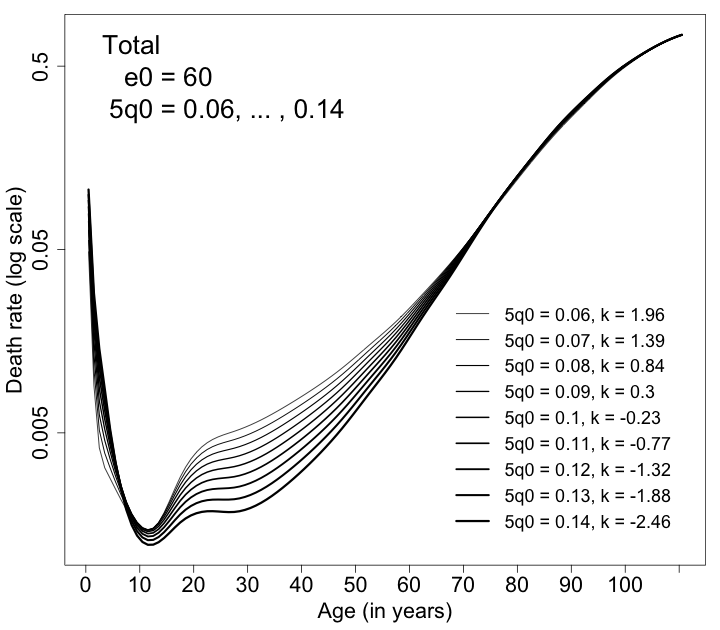 Total
e0 = 60
5q0 = 0.06, ... , 0.14
Death rate (log scale)
0.5
0.05
0.005
5q0 = 0.06, k = 1.96
5q0 = 0.07, k = 1.39
5q0 = 0.08, k = 0.84
5q0 = 0.09, k = 0.3
5q0 = 0.1, k = -0.23
5q0 = 0.11, k = -0.77
5q0 = 0.12, k = -1.32
5q0 = 0.13, k = -1.88
5q0 = 0.14, k = -2.46
0 10 20 30 40 50 60 70 80 90 100
Age (in years)